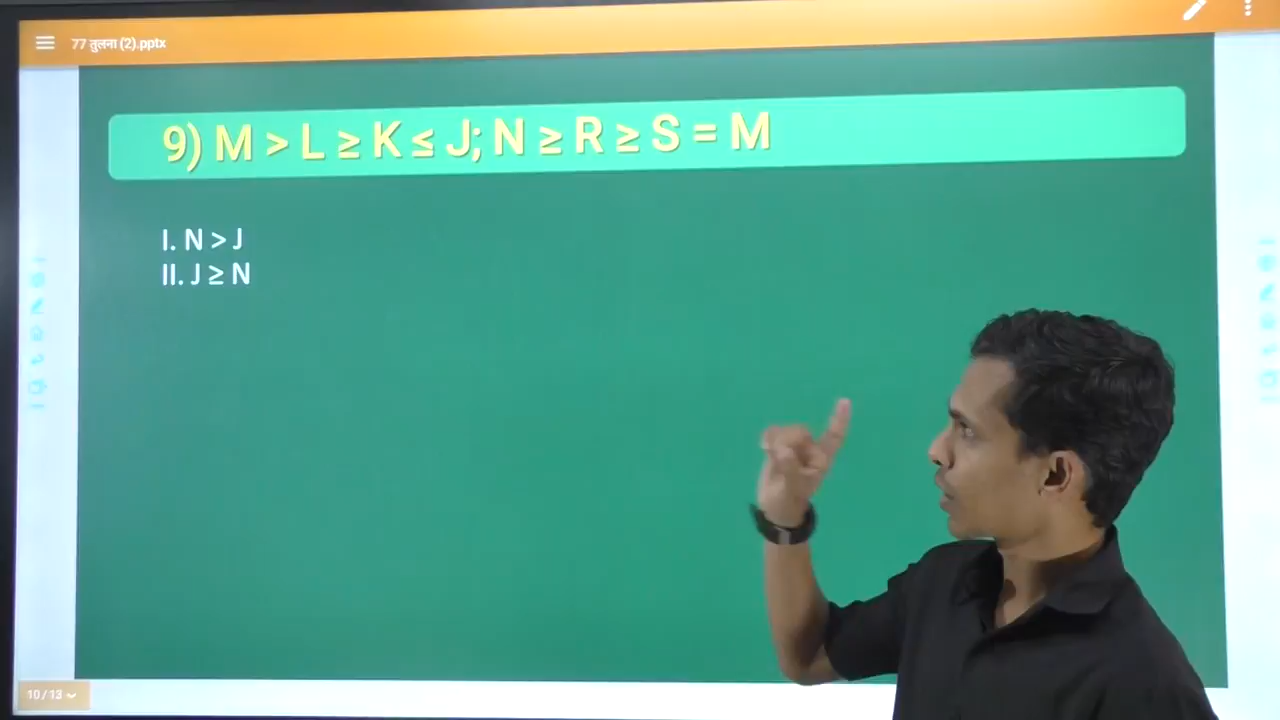 77 तुलना (2).pptx
9) M > L ≥ K ≤ J; N ≥ R ≥ S = M
I. N > J
II. J ≥ N
10 / 13